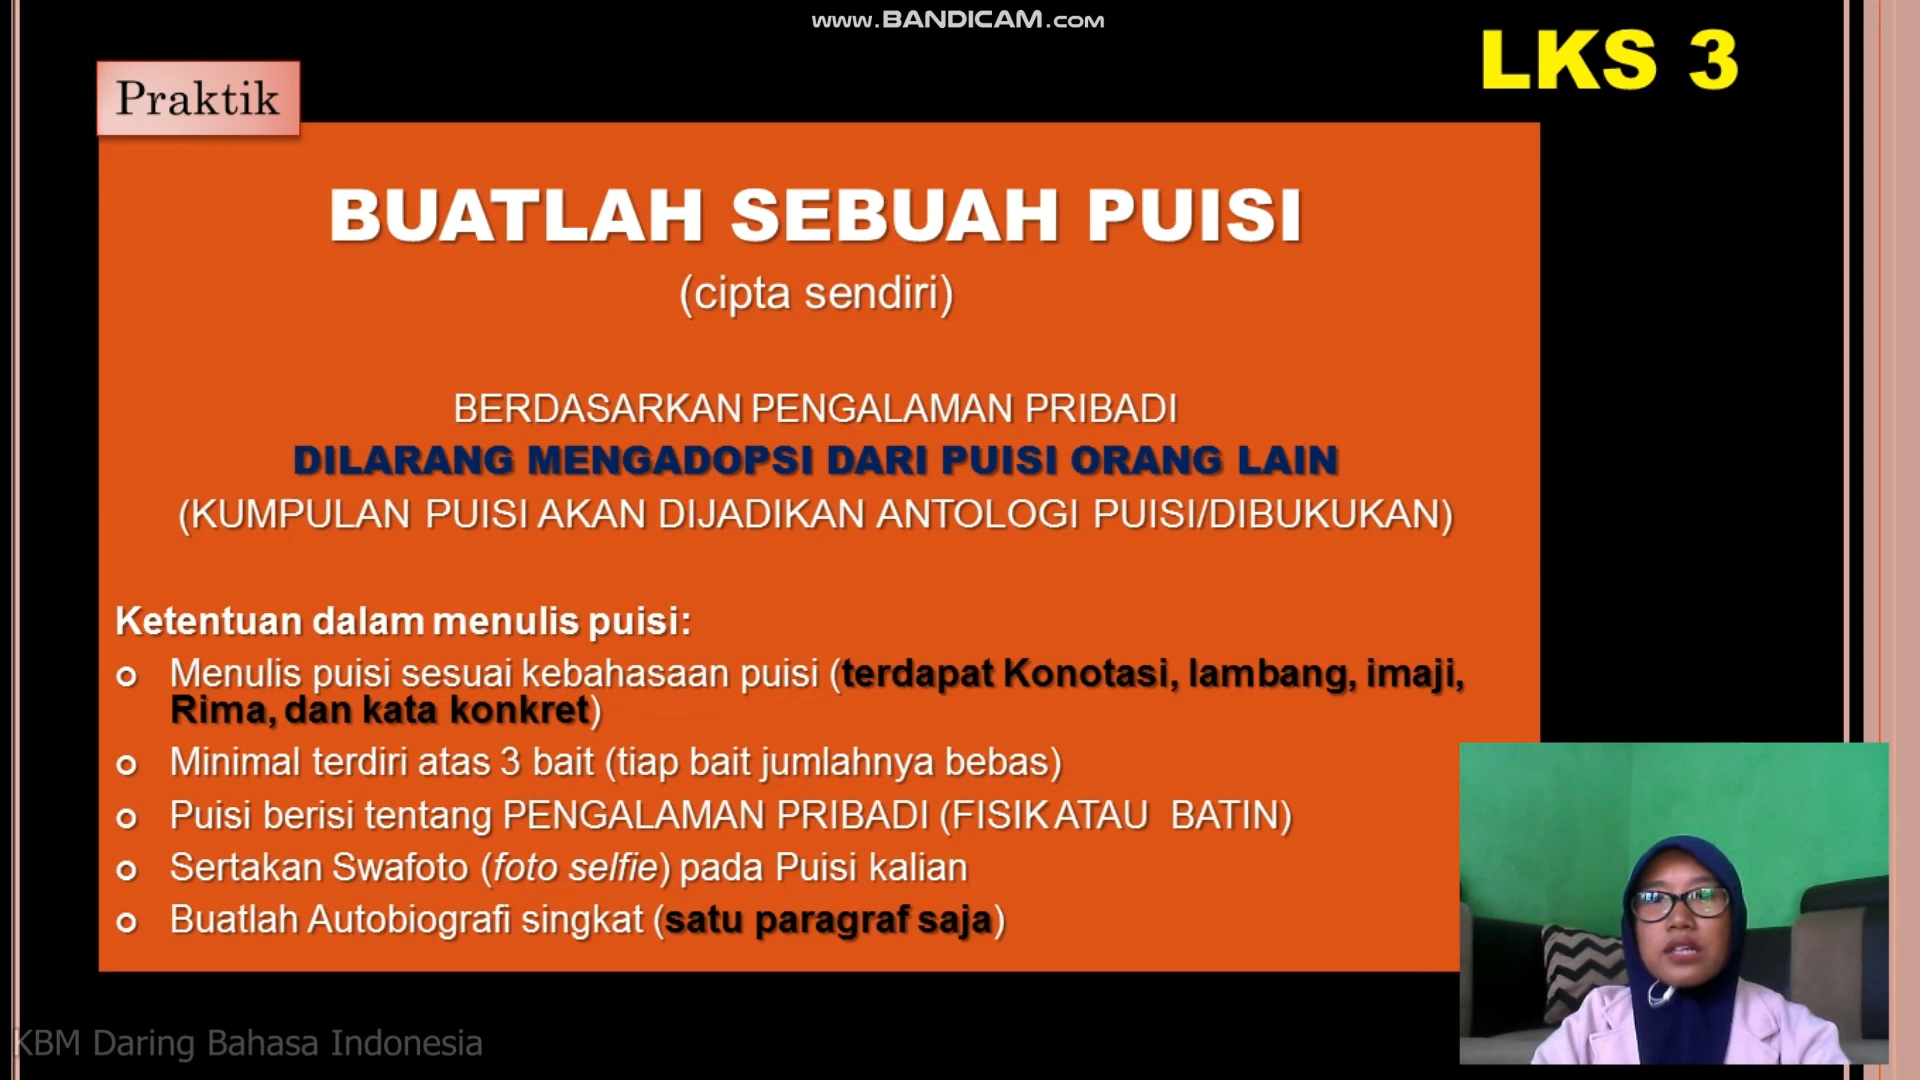 www.BANDICAM.com
LKS 3
Praktik
BUATLAH SEBUAH PUISI
(cipta sendiri)
BERDASARKAN PENGALAMAN PRIBADI
DILARANG MENGADOPSI DARI PUISI ORANG LAIN
(KUMPULAN PUISI AKAN DIJADIKAN ANTOLOGI PUISI/DIBUKUKAN)
Ketentuan dalam menulis puisi:
Menulis puisi sesuai kebahasaan puisi (terdapat Konotasi, lambang, imaji,
Rima, dan kata konkret)
Minimal terdiri atas 3 bait (tiap bait jumlahnya bebas)
Puisi berisi tentang PENGALAMAN PRIBADI (FISIK ATAU BATIN)
Sertakan Swafoto (foto selfie) pada Puisi kalian
Buatlah Autobiografi singkat (satu paragraf saja)
KBM Daring Bahasa Indonesia